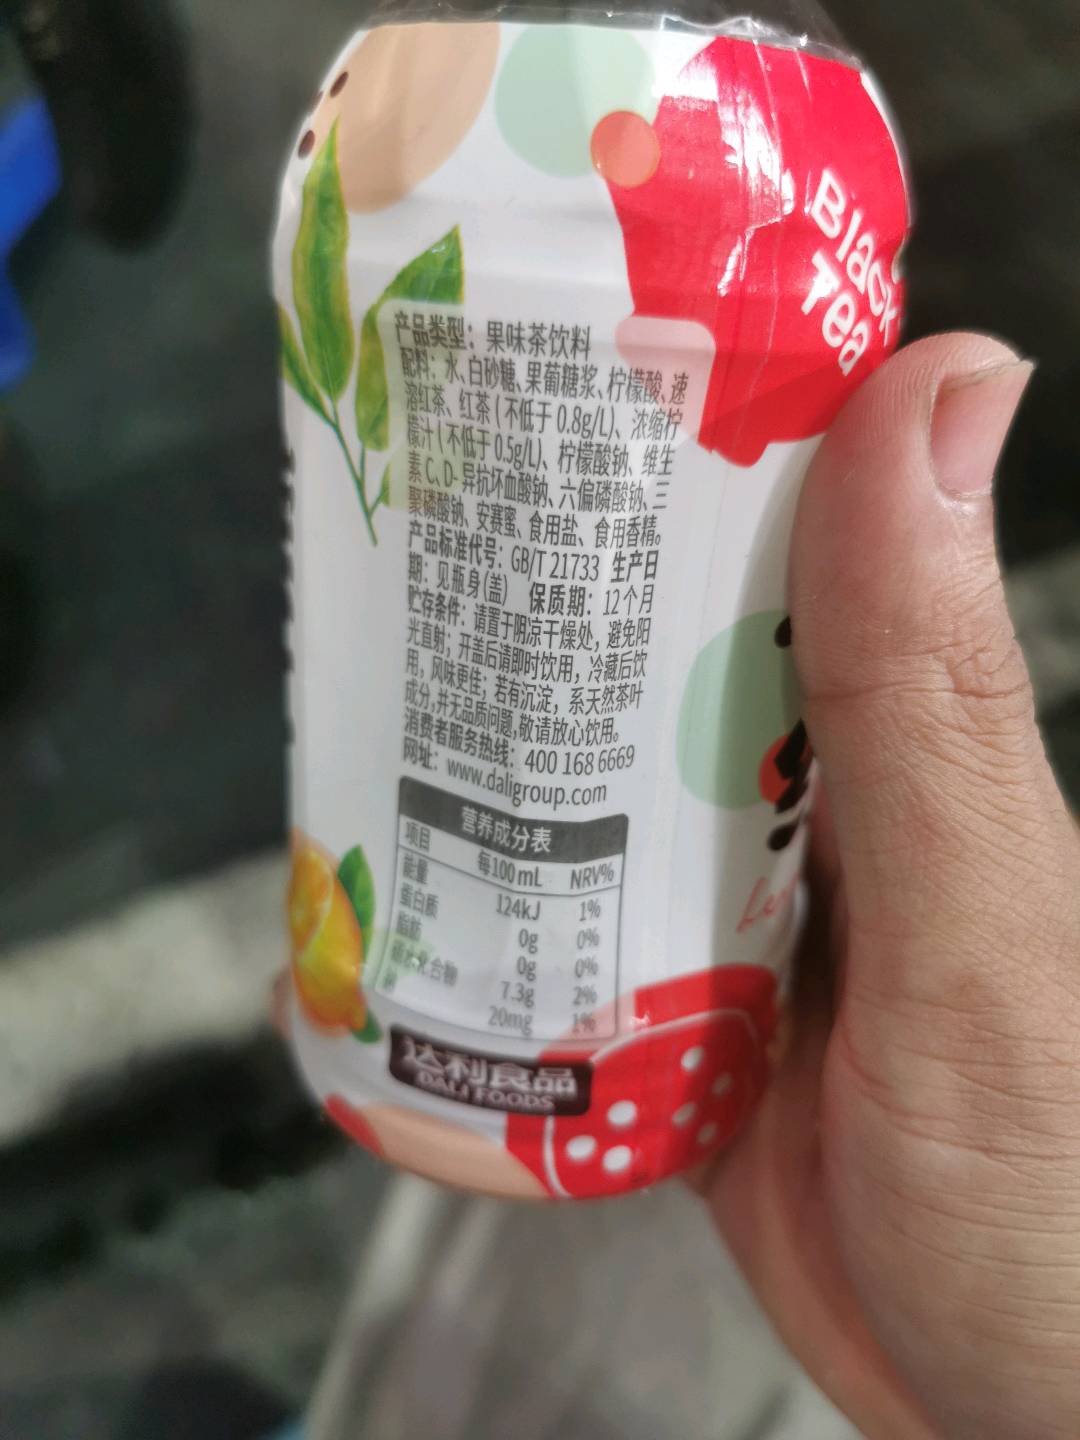 Black
Tea
产品类型：果味茶饮料
配料：水、白砂糖、果葡糖浆、柠檬酸、速
溶红茶、红茶(不低于0.8g/L)、浓缩柠
檬汁(不低于0.5g/L)、柠檬酸钠、维生
素C、D-异抗坏血酸钠、六偏磷酸钠、三
聚磷酸钠、安赛蜜、食用盐、食用香精。
产品标准代号：GB/T 21733 生产日
期：见瓶身(盖) 保质期：12个月
贮存条件：请置于阴凉干燥处，避免阳
光直射；开盖后请即时饮用，冷藏后饮
用，风味更佳；若有沉淀，系天然茶叶
成分,并无品质问题,敬请放心饮用。
消费者服务热线：400 168 6669
网址：www.daligroup.com
营养成分表
项目 每100mL NRV%
能量 124kJ 1%
蛋白质 0g 0%
脂肪 0g 0%
碳水化合物 7.3g 2%
钠 20mg 1%
达利食品
DALI FOODS